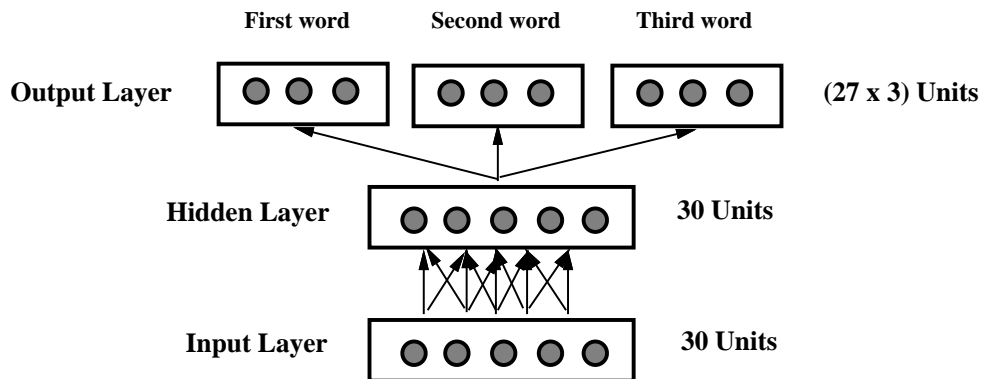 First word Second word Third word
Output Layer (27 x 3) Units
Hidden Layer 30 Units
Input Layer 30 Units